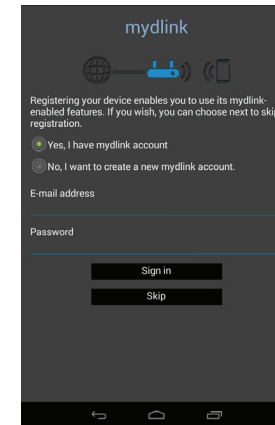 mydlink
Registering your device enables you to use its mydlink-
enabled features. If you wish, you can choose next to skip
registration.
Yes, I have mydlink account
No, I want to create a new mydlink account.
E-mail address
Password
Sign in
Skip